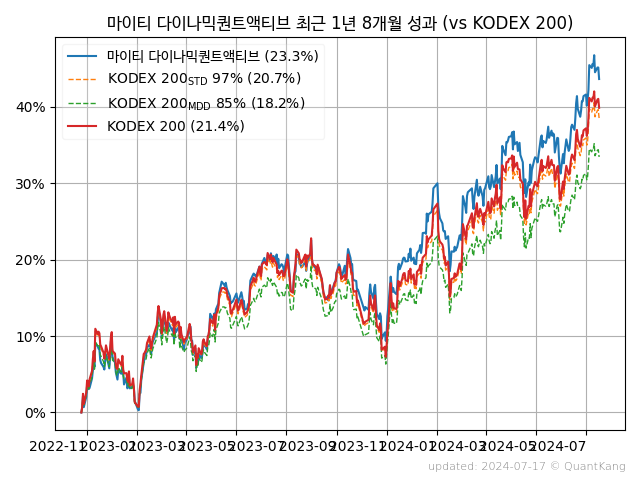 마이티 다이나믹퀀트액티브 최근 1년 8개월 성과 (vs KODEX 200)
마이티 다이나믹퀀트액티브 (23.3%)
KODEX 200STD 97% (20.7%)
KODEX 200MDD 85% (18.2%)
KODEX 200 (21.4%)
40%
30%
20%
10%
0%
2022-11 2023-01 2023-03 2023-05 2023-07 2023-09 2023-11 2024-01 2024-03 2024-05 2024-07
updated: 2024-07-17 © QuantKang